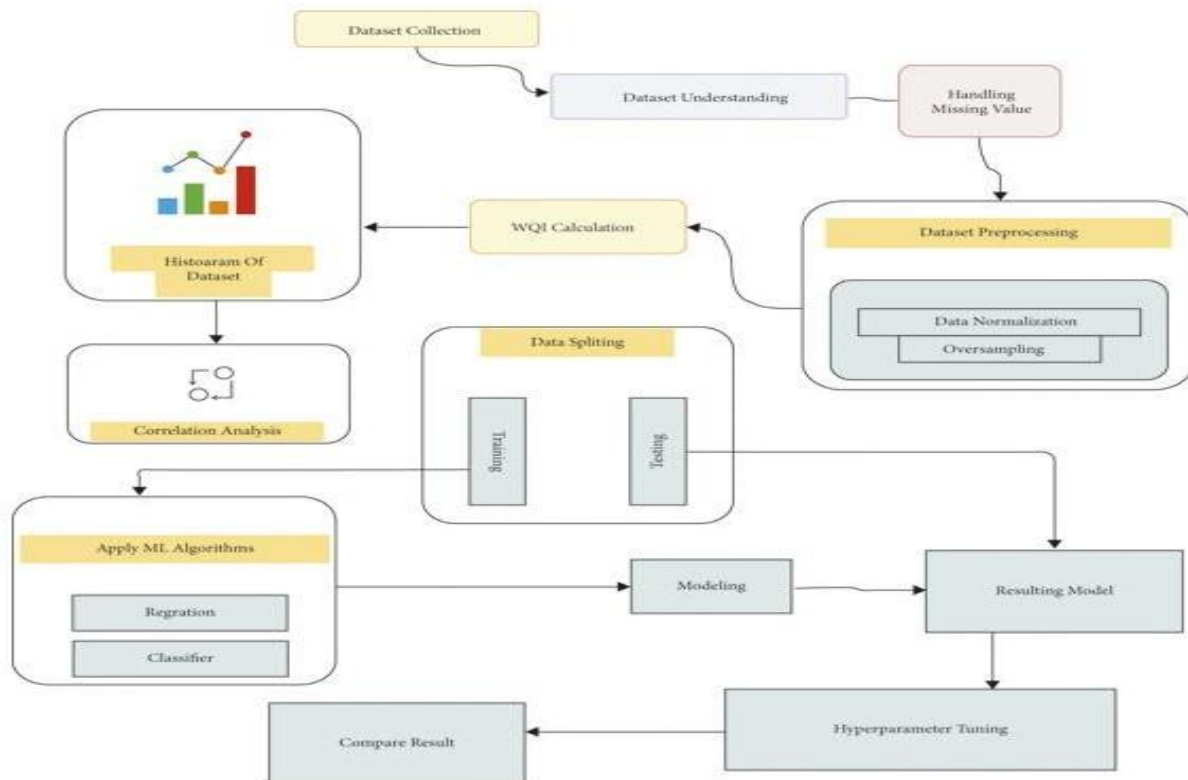 Dataset Collection
Dataset Understanding
Handling
Missing Value
Dataset Preprocessing
Data Normalization
Oversampling
WQI Calculation
Histoaram Of
Dataset
Correlation Analysis
Data Spliting
Training
Testing
Apply ML Algorithms
Regration
Classifier
Modeling
Resulting Model
Hyperparameter Tuning
Compare Result